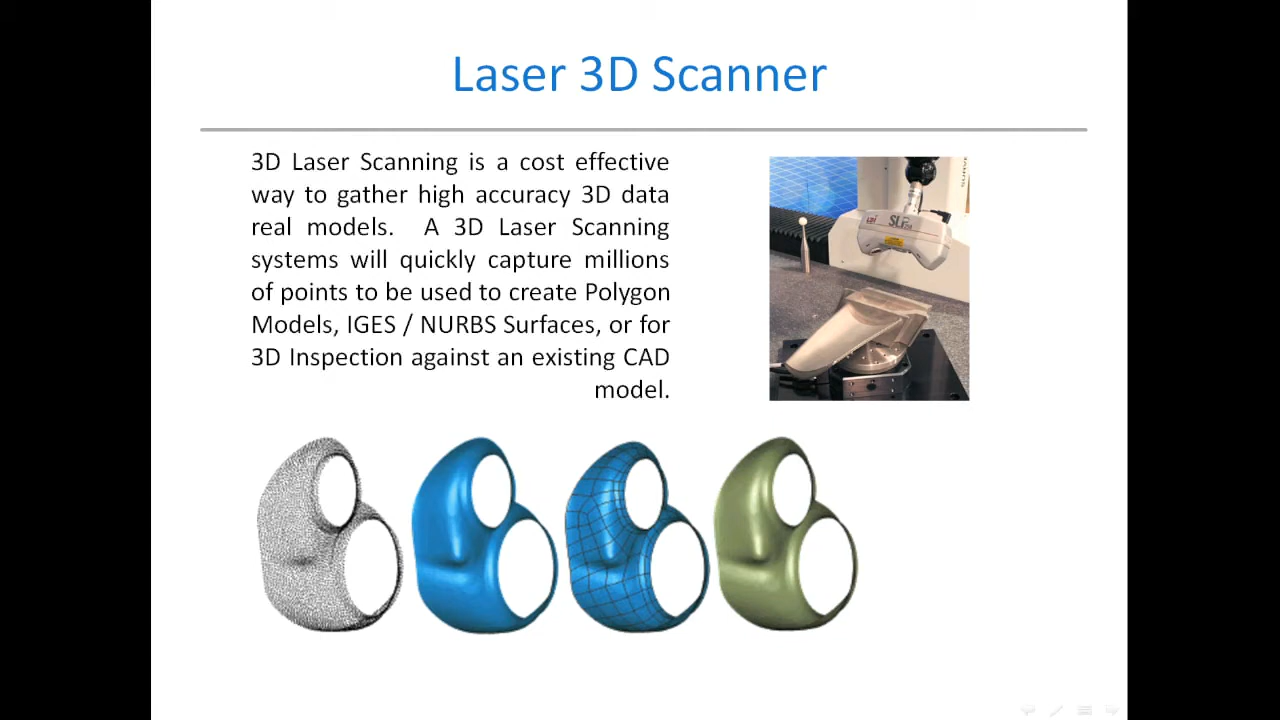 Laser 3D Scanner
3D Laser Scanning is a cost effective
way to gather high accuracy 3D data
real models. A 3D Laser Scanning
systems will quickly capture millions
of points to be used to create Polygon
Models, IGES / NURBS Surfaces, or for
3D Inspection against an existing CAD
model.
SLP